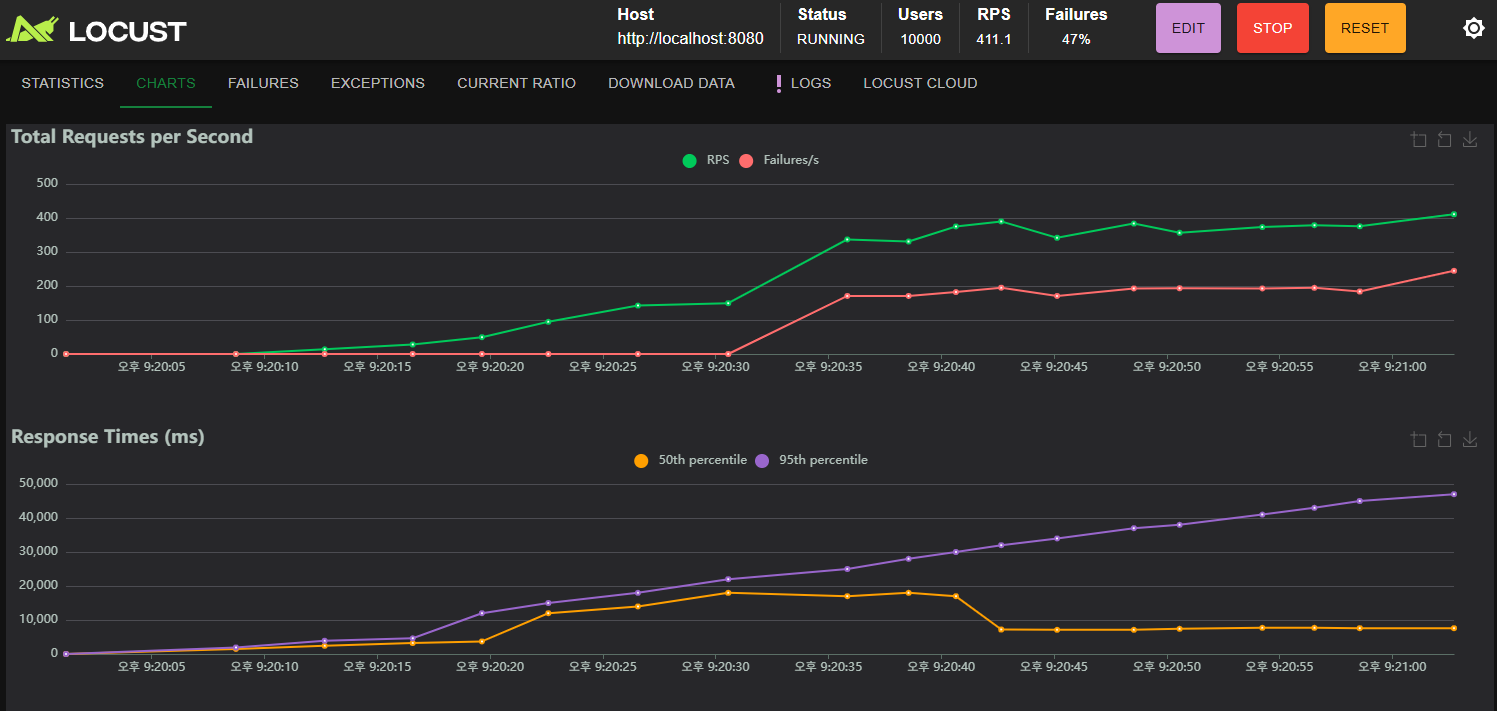 LOCUST
Host
http://localhost:8080
Status
RUNNING
Users
10000
RPS
411.1
Failures
47%
EDIT
STOP
RESET
STATISTICS
CHARTS
FAILURES
EXCEPTIONS
CURRENT RATIO
DOWNLOAD DATA
LOGS
LOCUST CLOUD
Total Requests per Second
RPS
Failures/s
500
400
300
200
100
0
오후 9:20:05
오후 9:20:10
오후 9:20:15
오후 9:20:20
오후 9:20:25
오후 9:20:30
오후 9:20:35
오후 9:20:40
오후 9:20:45
오후 9:20:50
오후 9:20:55
오후 9:21:00
Response Times (ms)
50th percentile
95th percentile
50,000
40,000
30,000
20,000
10,000
0
오후 9:20:05
오후 9:20:10
오후 9:20:15
오후 9:20:20
오후 9:20:25
오후 9:20:30
오후 9:20:35
오후 9:20:40
오후 9:20:45
오후 9:20:50
오후 9:20:55
오후 9:21:00